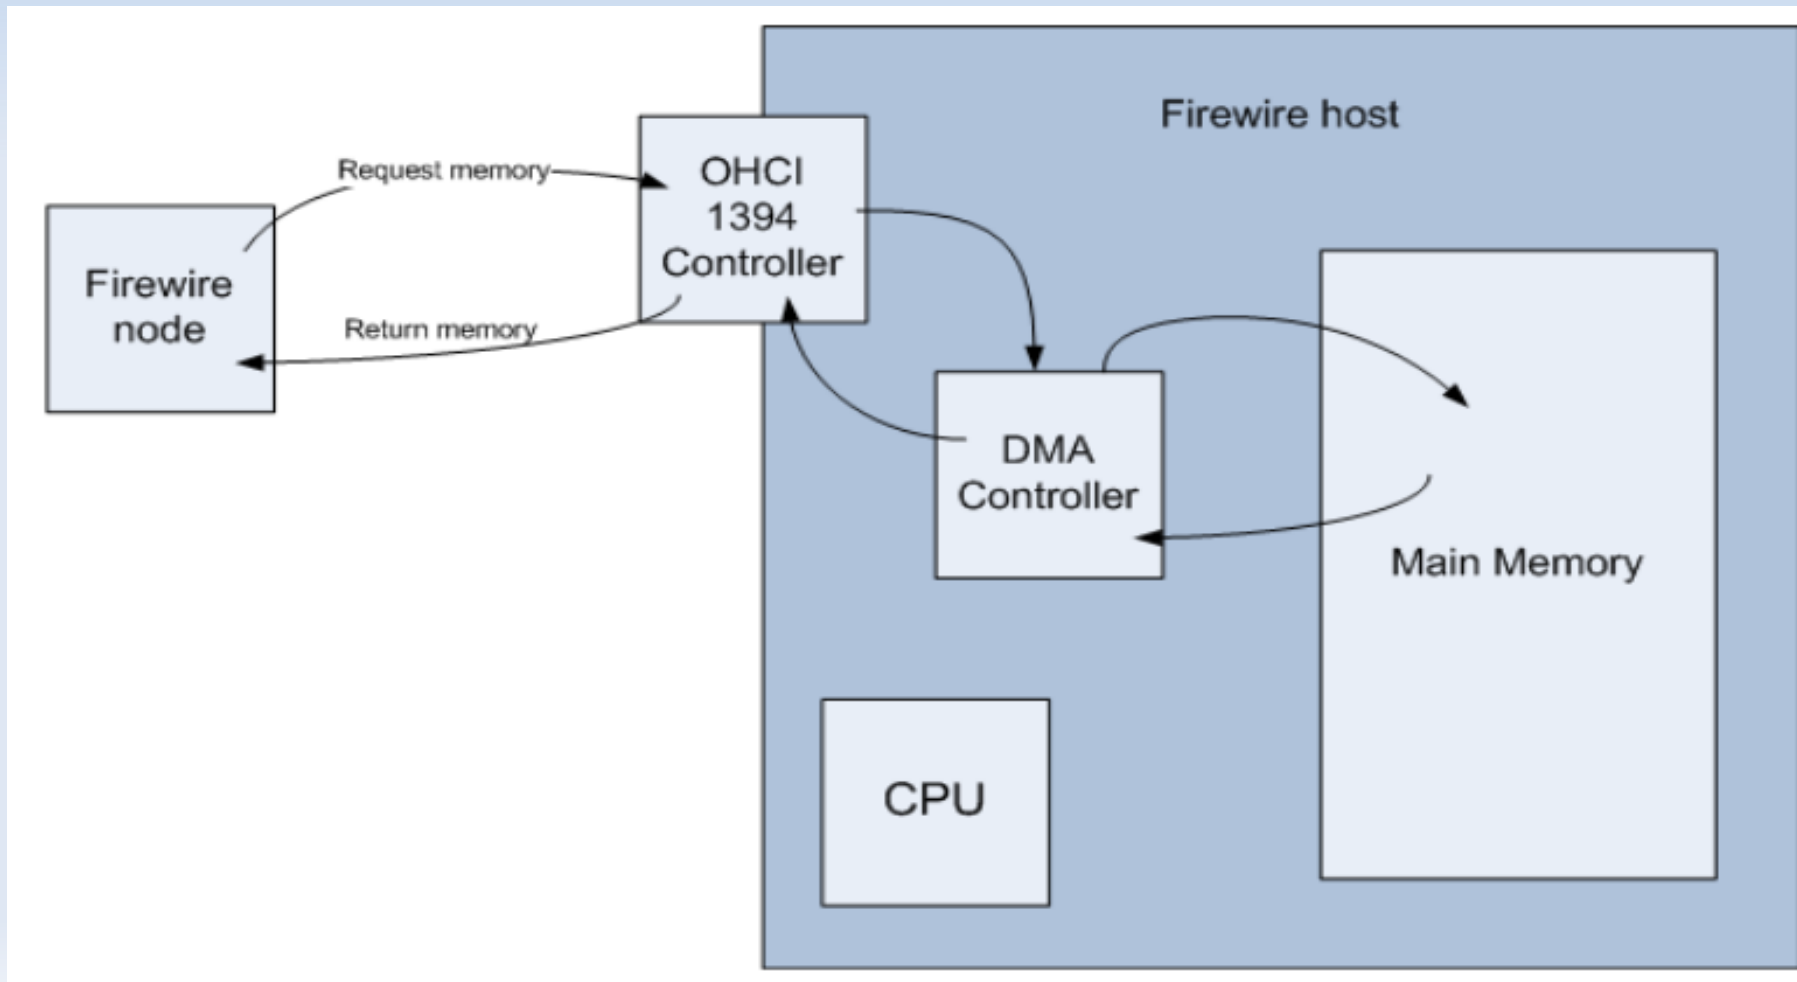 Firewire host
Request memory
OHCI
1394
Controller
Firewire
node
Return memory
DMA
Controller
Main Memory
CPU